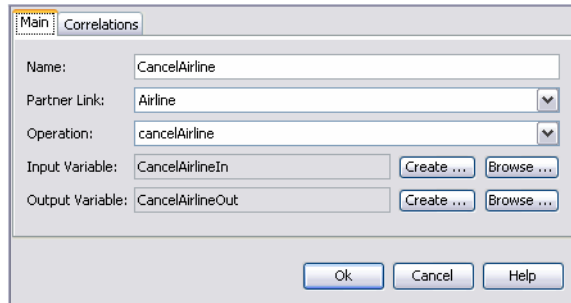 Main Correlations
Name: CancelAirline
Partner Link: Airline
Operation: cancelAirline
Input Variable: CancelAirlineIn Create ... Browse ...
Output Variable: CancelAirlineOut Create ... Browse ...
Ok Cancel Help